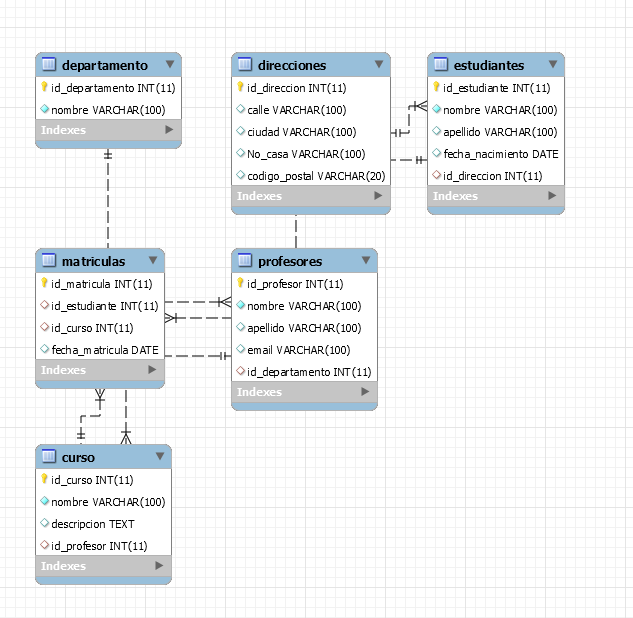 departamento
id_departamento INT(11)
nombre VARCHAR(100)
Indexes
direcciones
id_direccion INT(11)
calle VARCHAR(100)
ciudad VARCHAR(100)
No_casa VARCHAR(100)
codigo_postal VARCHAR(20)
Indexes
estudiantes
id_estudiante INT(11)
nombre VARCHAR(100)
apellido VARCHAR(100)
fecha_nacimiento DATE
id_direccion INT(11)
Indexes
matriculas
id_matricula INT(11)
id_estudiante INT(11)
id_curso INT(11)
fecha_matricula DATE
Indexes
profesores
id_profesor INT(11)
nombre VARCHAR(100)
apellido VARCHAR(100)
email VARCHAR(100)
id_departamento INT(11)
Indexes
curso
id_curso INT(11)
nombre VARCHAR(100)
descripcion TEXT
id_profesor INT(11)
Indexes